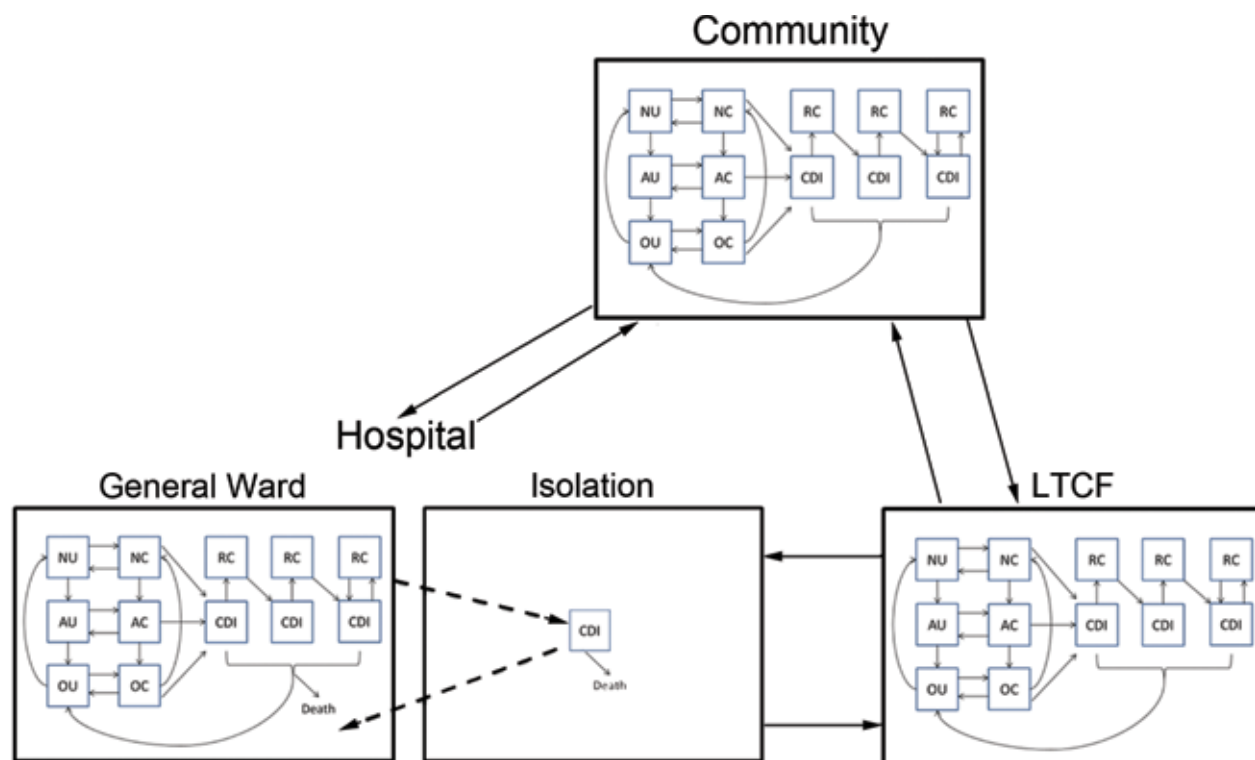 Community
NU NC RC RC RC
AU AC CDI CDI CDI
OU OC
Hospital
General Ward Isolation LTCF
NU NC RC RC RC
AU AC CDI CDI CDI
OU OC
Death
CDI
Death
NU NC RC RC RC
AU AC CDI CDI CDI
OU OC